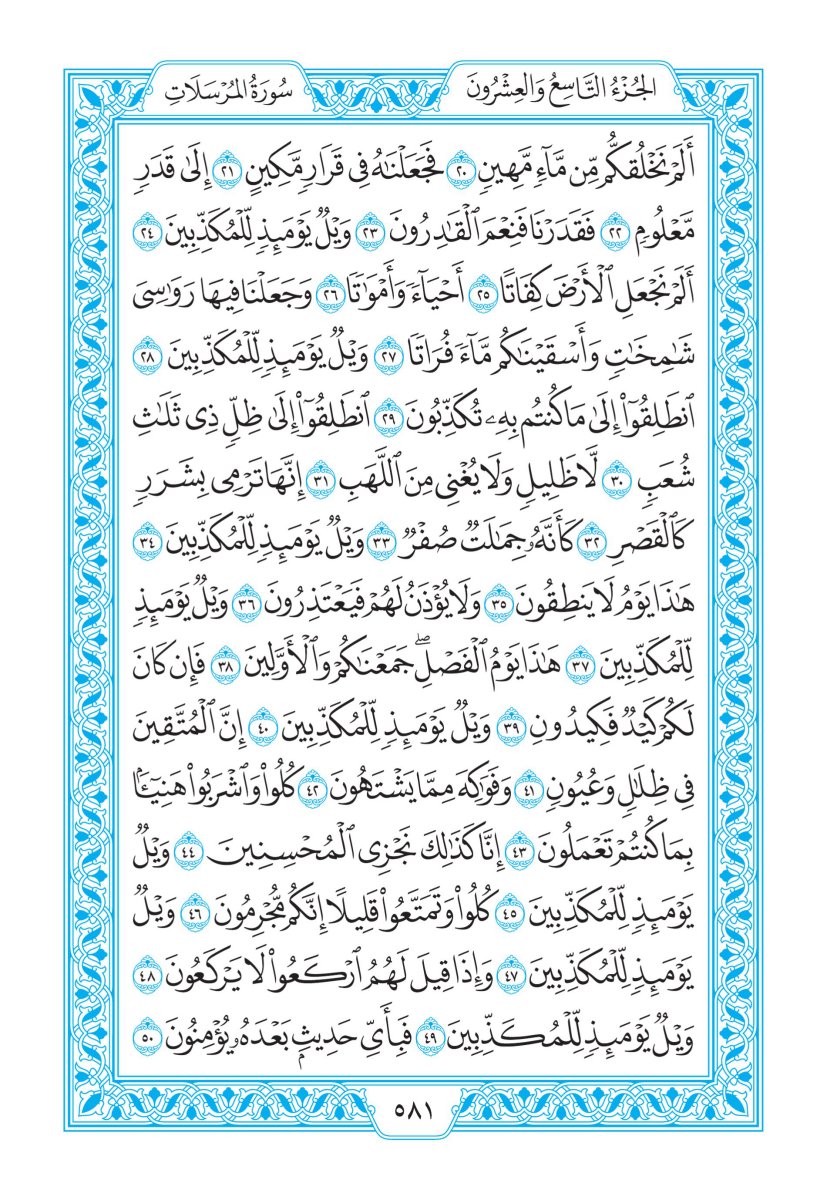 الجُزْءُ التَّاسِعُ وَالعِشْرُونَ
سُورَةُ المُرْسَلَاتِ
أَلَمْ نَخْلُقكُّم مِّن مَّآءٖ مَّهِينٖ ٢٠ فَجَعَلْنَٰهُ فِي قَرَارٖ مَّكِينٍ ٢١ إِلَىٰ قَدَرٖ
مَّعْلُومٖ ٢٢ فَقَدَرْنَا فَنِعْمَ ٱلْقَٰدِرُونَ ٢٣ وَيْلٞ يَوْمَئِذٖ لِّلْمُكَذِّبِينَ ٢٤
أَلَمْ نَجْعَلِ ٱلْأَرْضَ كِفَاتًا ٢٥ أَحْيَآءٗ وَأَمْوَٰتٗا ٢٦ وَجَعَلْنَا فِيهَا رَوَٰسِيَ
شَٰمِخَٰتٖ وَأَسْقَيْنَٰكُم مَّآءٗ فُرَاتٗا ٢٧ وَيْلٞ يَوْمَئِذٖ لِّلْمُكَذِّبِينَ ٢٨
ٱنطَلِقُوٓا۟ إِلَىٰ مَا كُنتُم بِهِۦ تُكَذِّبُونَ ٢٩ ٱنطَلِقُوٓا۟ إِلَىٰ ظِلّٖ ذِي ثَلَٰثِ
شُعَبٖ ٣٠ لَّا ظَلِيلٖ وَلَا يُغْنِي مِنَ ٱللَّهَبِ ٣١ إِنَّهَا تَرْمِي بِشَرَرٖ
كَٱلْقَصْرِ ٣٢ كَأَنَّهُۥ جِمَٰلَتٞ صُفْرٞ ٣٣ وَيْلٞ يَوْمَئِذٖ لِّلْمُكَذِّبِينَ ٣٤
هَٰذَا يَوْمُ لَا يَنطِقُونَ ٣٥ وَلَا يُؤْذَنُ لَهُمْ فَيَعْتَذِرُونَ ٣٦ وَيْلٞ يَوْمَئِذٖ
لِّلْمُكَذِّبِينَ ٣٧ هَٰذَا يَوْمُ ٱلْفَصْلِۖ جَمَعْنَٰكُمْ وَٱلْأَوَّلِينَ ٣٨ فَإِن كَانَ
لَكُمْ كَيْدٞ فَكِيدُونِ ٣٩ وَيْلٞ يَوْمَئِذٖ لِّلْمُكَذِّبِينَ ٤٠ إِنَّ ٱلْمُتَّقِينَ
فِي ظِلَٰلٖ وَعُيُونٖ ٤١ وَفَوَٰكِهَ مِمَّا يَشْتَهُونَ ٤٢ كُلُوا۟ وَٱشْرَبُوا۟ هَنِيٓـَٔۢا
بِمَا كُنتُمْ تَعْمَلُونَ ٤٣ إِنَّا كَذَٰلِكَ نَجْزِي ٱلْمُحْسِنِينَ ٤٤ وَيْلٞ
يَوْمَئِذٖ لِّلْمُكَذِّبِينَ ٤٥ كُلُوا۟ وَتَمَتَّعُوا۟ قَلِيلًا إِنَّكُم مُّجْرِمُونَ ٤٦ وَيْلٞ
يَوْمَئِذٖ لِّلْمُكَذِّبِينَ ٤٧ وَإِذَا قِيلَ لَهُمُ ٱرْكَعُوا۟ لَا يَرْكَعُونَ ٤٨
وَيْلٞ يَوْمَئِذٖ لِّلْمُكَذِّبِينَ ٤٩ فَبِأَيِّ حَدِيثِۭ بَعْدَهُۥ يُؤْمِنُونَ ٥٠
٥٨١